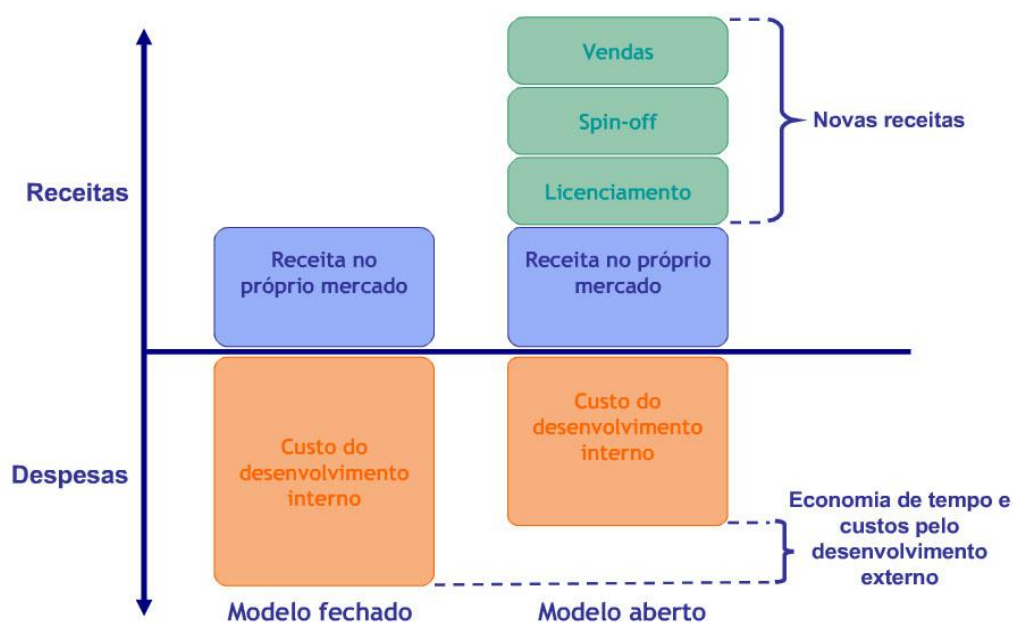 Vendas
Spin-off
Novas receitas
Receitas
Licenciamento
Receita no
próprio mercado
Receita no próprio
mercado
Custo do
desenvolvimento
interno
Custo do
desenvolvimento
interno
Despesas
Economia de tempo e
custos pelo
desenvolvimento
externo
Modelo fechado
Modelo aberto